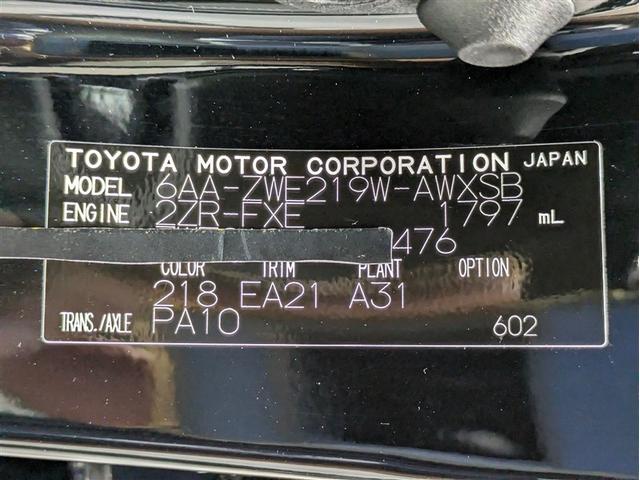 TOYOTA MOTOR CORPORATION JAPAN
MODEL 6AA-ZWE219W-AWXSB
ENGINE 2ZR-FXE 1797 mL
476
COLOR TRIM PLANT OPTION
218 EA21 A31
TRANS./AXLE PA10 602